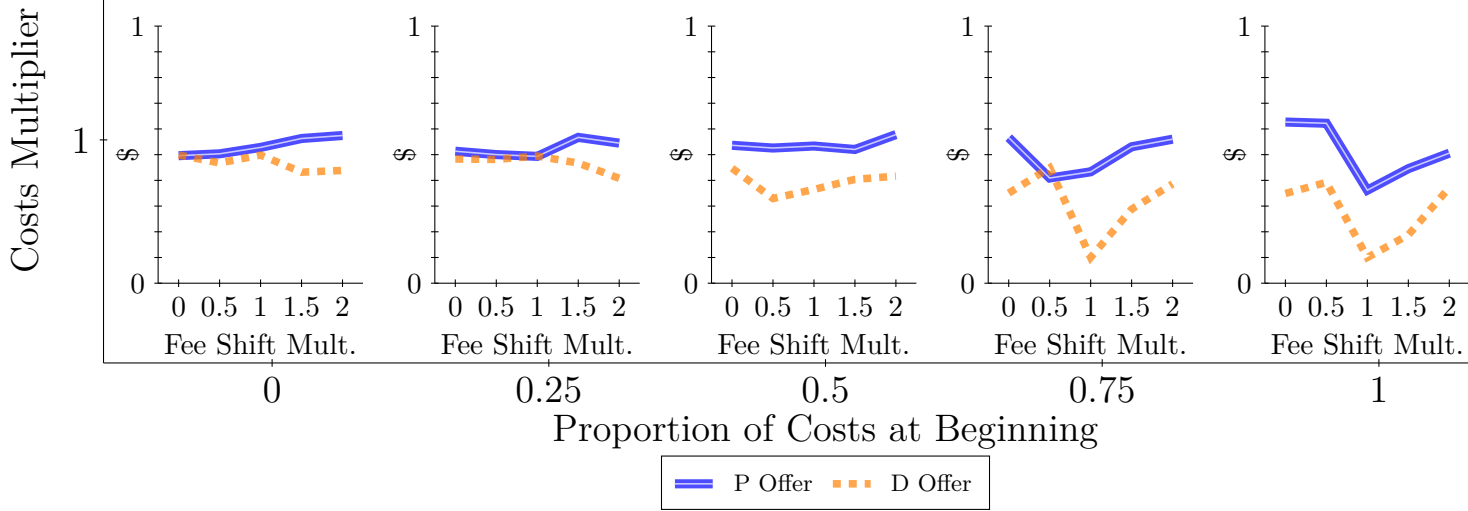 Costs Multiplier
1
1 1 1 1 1
$ $ $ $ $
0 0 0 0 0
0 0.5 1 1.5 2 0 0.5 1 1.5 2 0 0.5 1 1.5 2 0 0.5 1 1.5 2 0 0.5 1 1.5 2
Fee Shift Mult. Fee Shift Mult. Fee Shift Mult. Fee Shift Mult. Fee Shift Mult.
0 0.25 0.5 0.75 1
Proportion of Costs at Beginning
P Offer D Offer